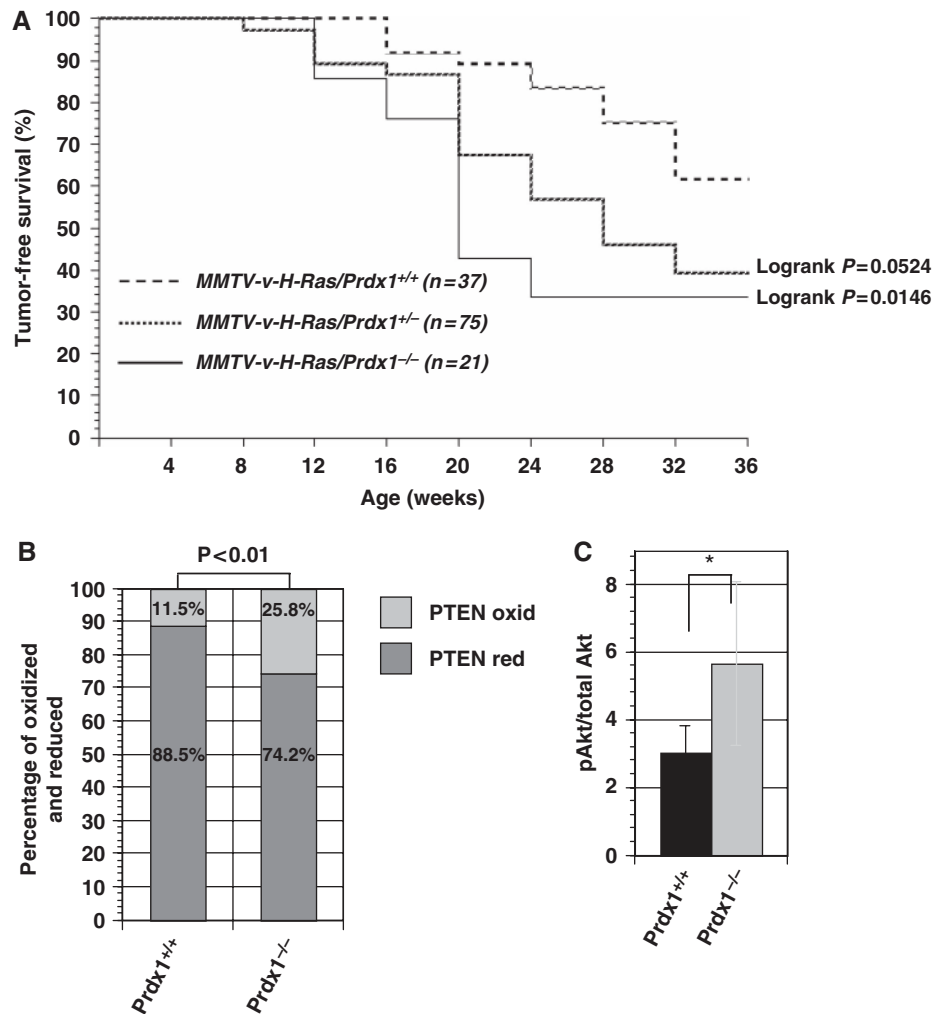 A
Tumor-free survival (%)
100
90
80
70
60
50
40
30
20
10
0
4 8 12 16 20 24 28 32 36
Age (weeks)
MMTV-v-H-Ras/Prdx1+/+ (n=37)
MMTV-v-H-Ras/Prdx1+/– (n=75)
MMTV-v-H-Ras/Prdx1–/– (n=21)
Logrank P=0.0524
Logrank P=0.0146
B
P<0.01
Percentage of oxidized
and reduced
100
90
80
70
60
50
40
30
20
10
0
11.5% 25.8%
88.5% 74.2%
Prdx1+/+
Prdx1–/–
PTEN oxid
PTEN red
C
*
pAkt/total Akt
8
6
4
2
0
Prdx1+/+
Prdx1–/–